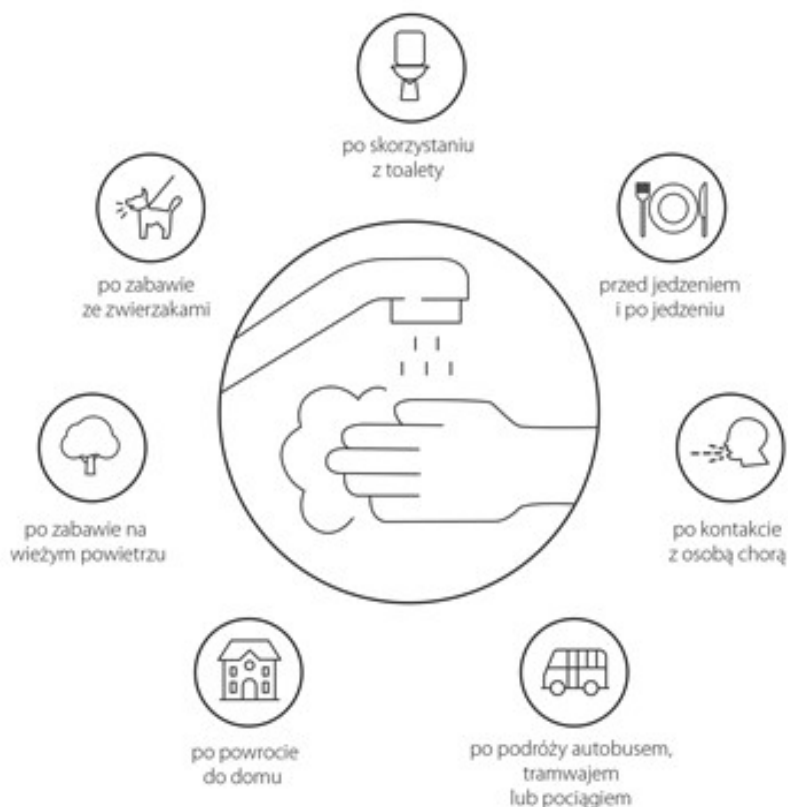 po skorzystaniu
z toalety
przed jedzeniem
i po jedzeniu
po kontakcie
z osobą chorą
po podróży autobusem,
tramwajem
lub pociągiem
po powrocie
do domu
po zabawie na
wieżym powietrzu
po zabawie
ze zwierzakami